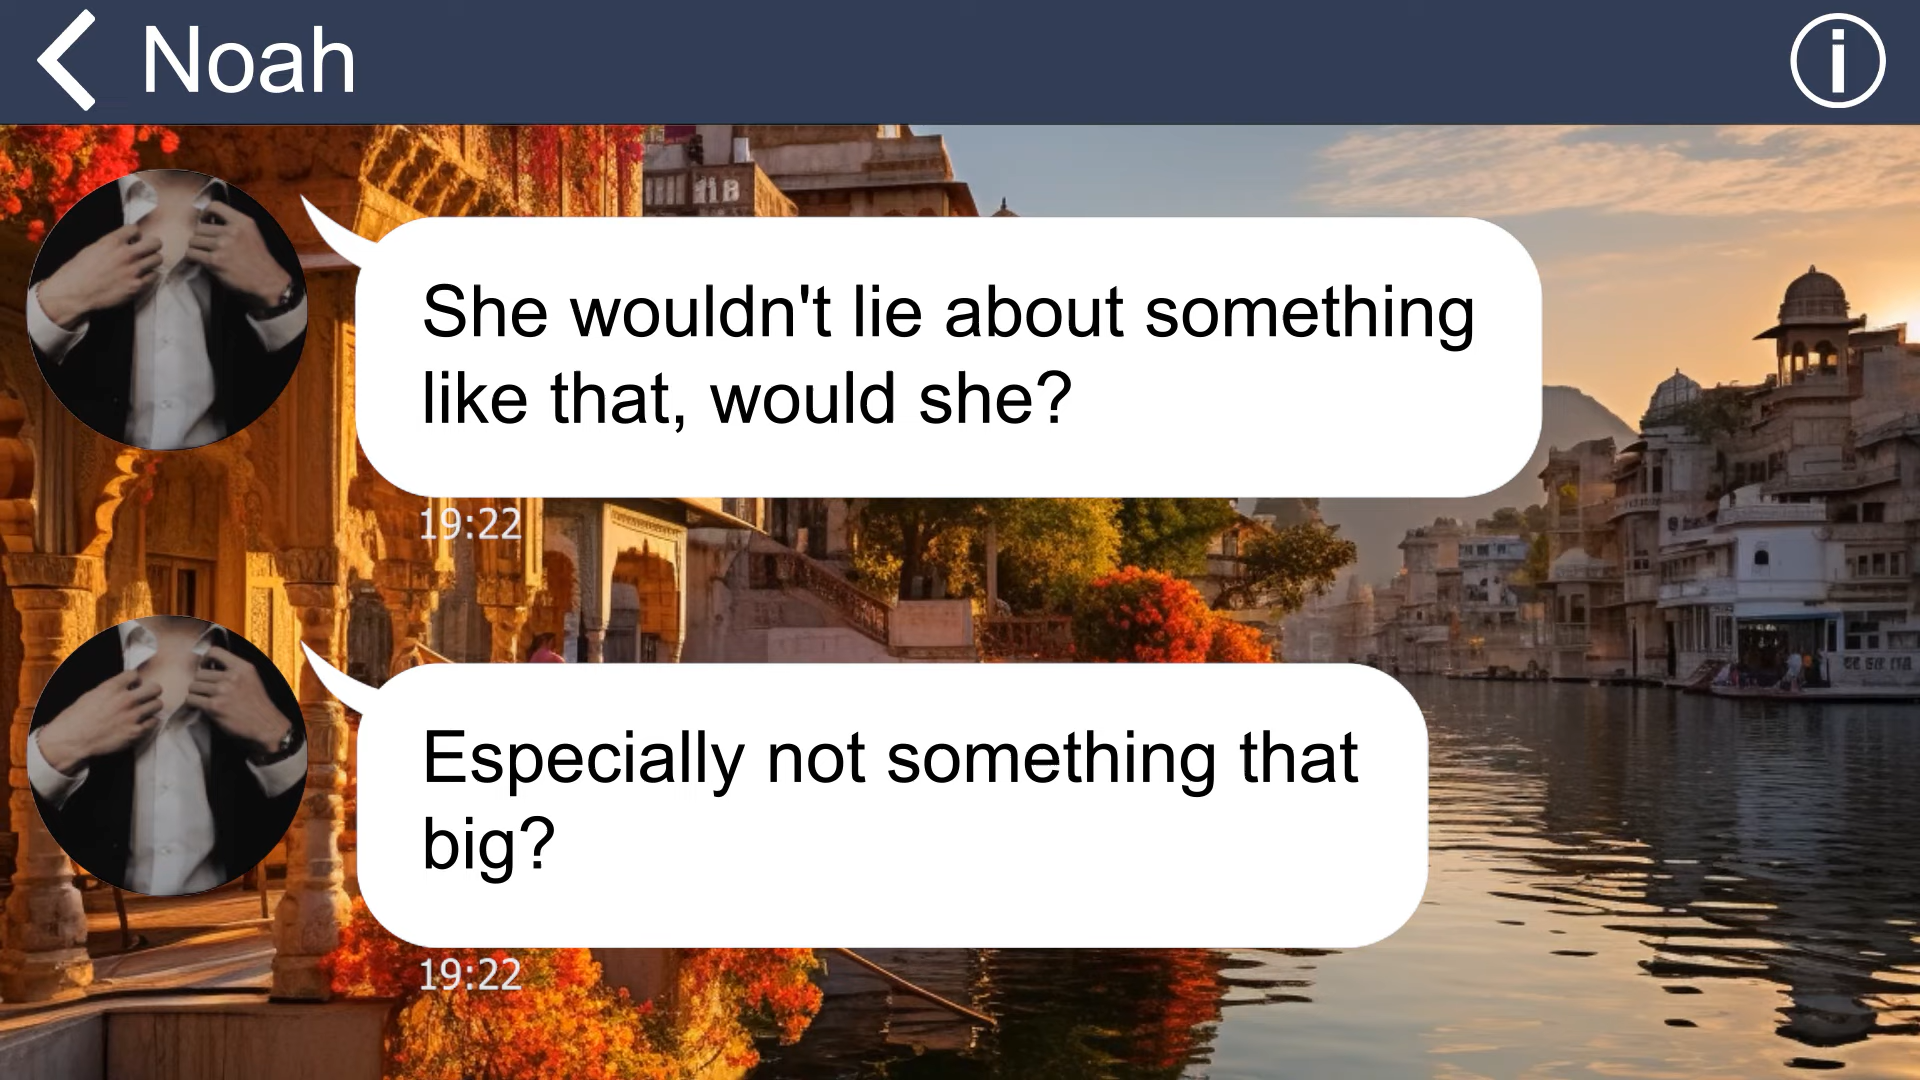 Noah
She wouldn't lie about something
like that, would she?
19:22
Especially not something that
big?
19:22